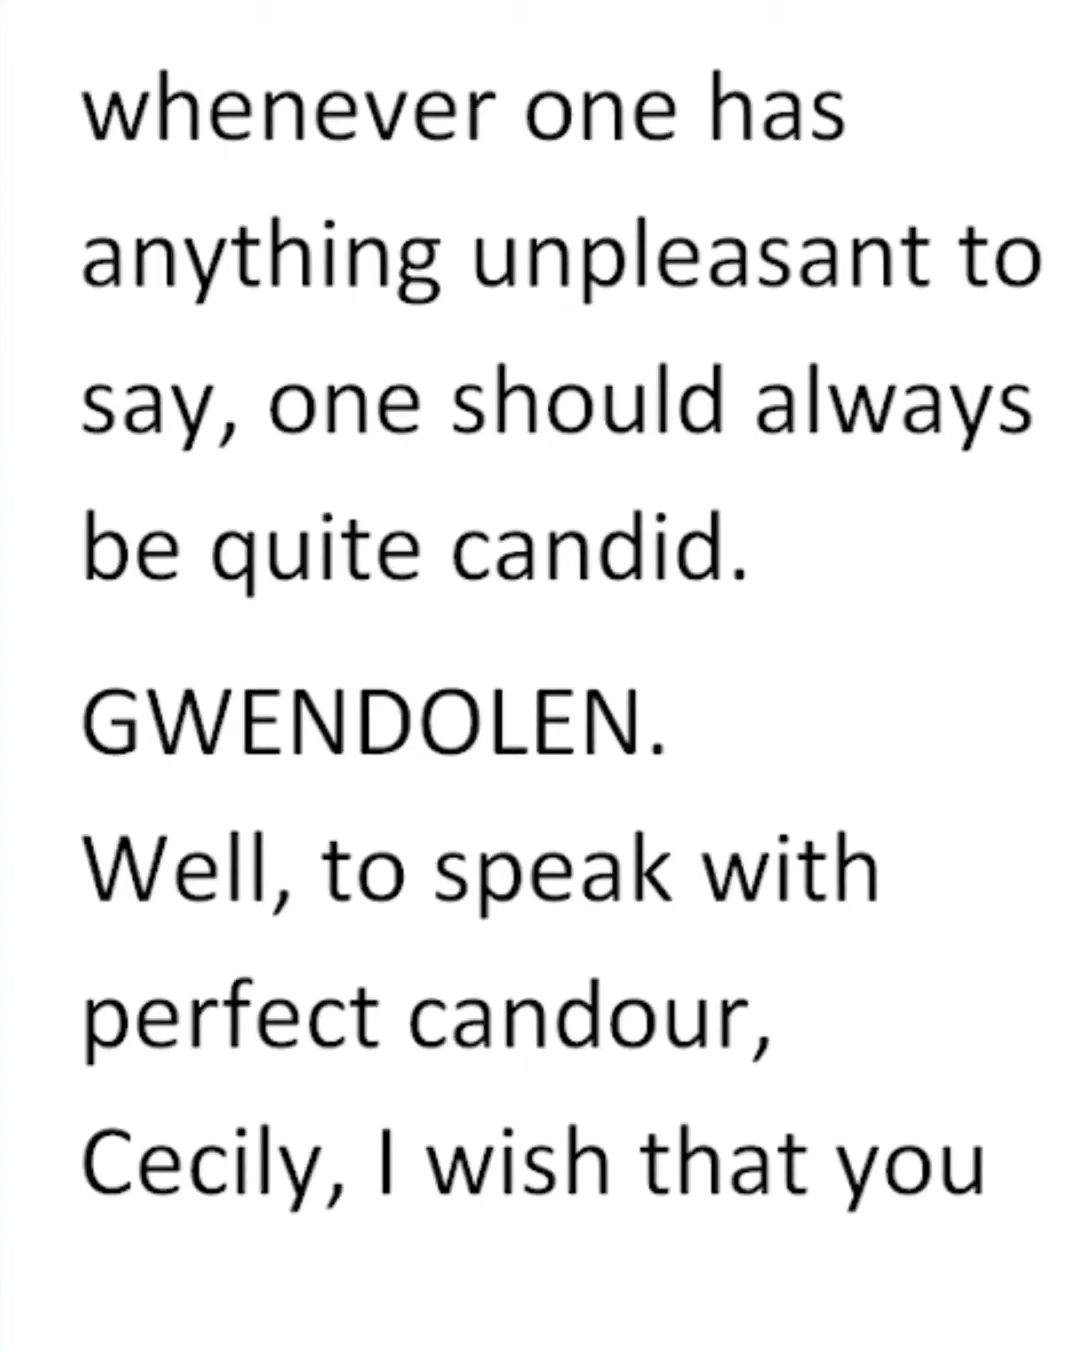 whenever one has
anything unpleasant to
say, one should always
be quite candid.
GWENDOLEN.
Well, to speak with
perfect candour,
Cecily, I wish that you